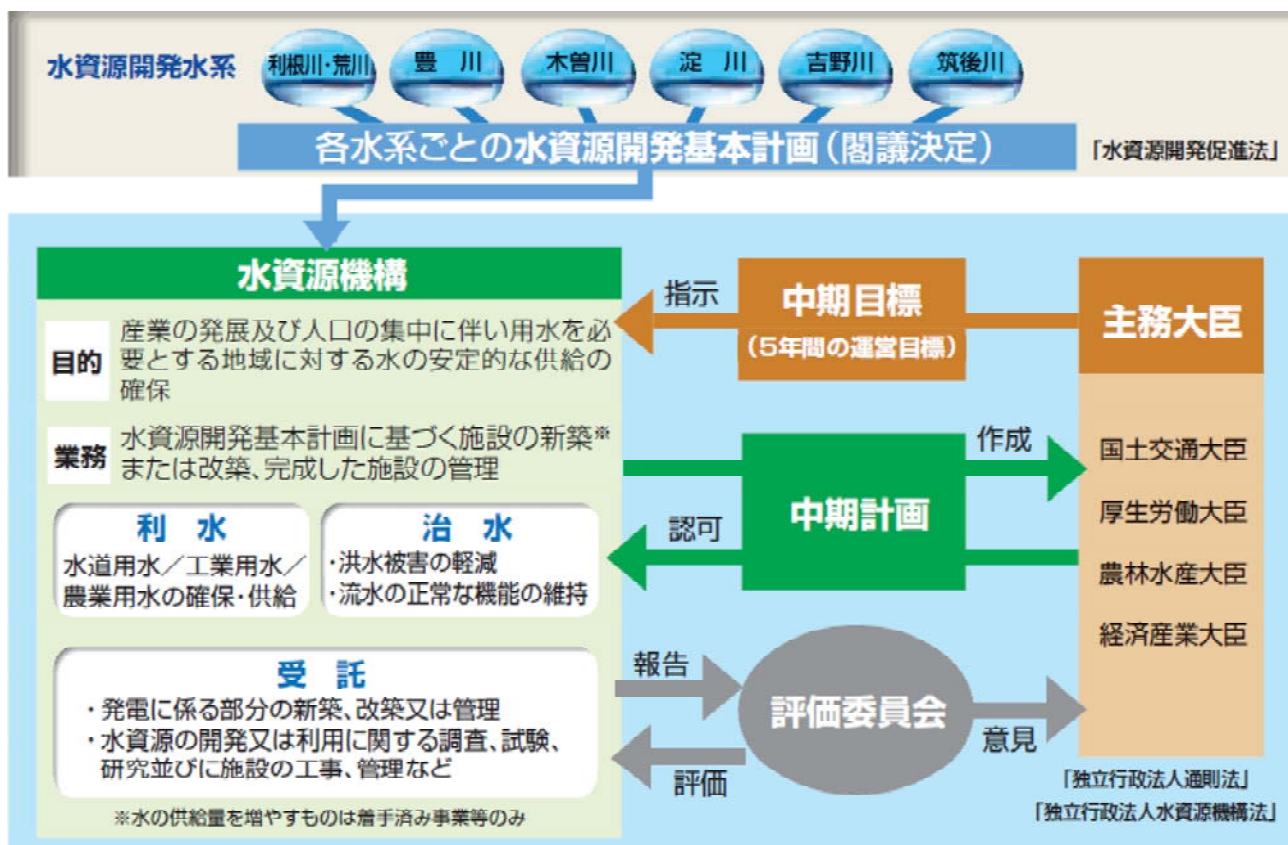 水資源開発水系
利根川・荒川
豊 川
木曽川
淀 川
吉野川
筑後川
各水系ごとの水資源開発基本計画(閣議決定)
「水資源開発促進法」
水資源機構
目的
産業の発展及び人口の集中に伴い用水を必
要とする地域に対する水の安定的な供給の
確保
業務
水資源開発基本計画に基づく施設の新築※
または改築、完成した施設の管理
利 水
水道用水／工業用水／
農業用水の確保・供給
治 水
・洪水被害の軽減
・流水の正常な機能の維持
受 託
・発電に係る部分の新築、改築又は管理
・水資源の開発又は利用に関する調査、試験、
研究並びに施設の工事、管理など
※水の供給量を増やすものは着手済み事業等のみ
指示
中期目標
(5年間の運営目標)
作成
中期計画
認可
報告
評価委員会
評価
意見
主務大臣
国土交通大臣
厚生労働大臣
農林水産大臣
経済産業大臣
「独立行政法人通則法」
「独立行政法人水資源機構法」